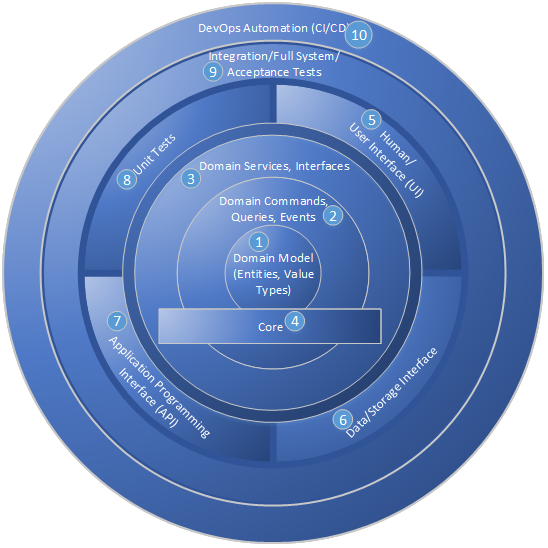 DevOps Automation (CI/CD)
10
Integration/Full System/
9
Acceptance Tests
5
Human/
User Interface (UI)
Unit Tests
8
3
Domain Services, Interfaces
Domain Commands,
Queries, Events
2
1
Domain Model
(Entities, Value
Types)
Core
4
7
Application Programming
Interface (API)
6
Data/Storage Interface